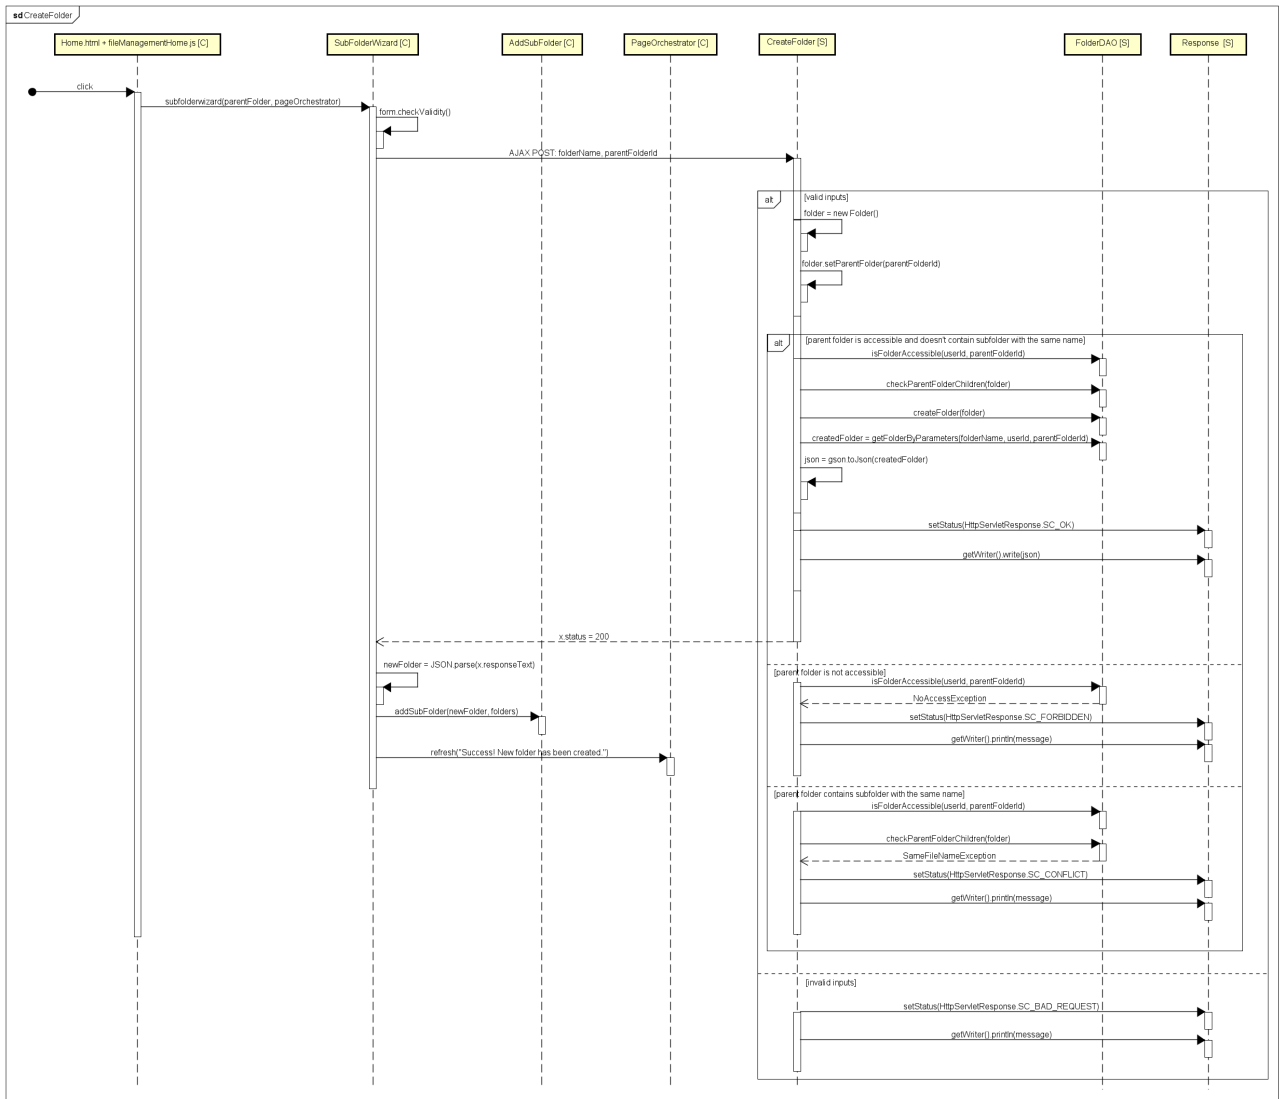 sd CreateFolder
Home.html + fileManagementHome.js [C]
SubFolderWizard [C]
AddSubFolder [C]
PageOrchestrator [C]
CreateFolder [S]
FolderDAO [S]
Response [S]
click
subfolderwizard(parentFolder, pageOrchestrator)
form.checkValidity()
AJAX POST: folderName, parentFolderId
alt
[valid inputs]
folder = new Folder()
folder.setParentFolder(parentFolderId)
alt
[parent folder is accessible and doesn't contain subfolder with the same name]
isFolderAccessible(userId, parentFolderId)
checkParentFolderChildren(folder)
createFolder(folder)
createdFolder = getFolderByParameters(folderName, userId, parentFolderId)
json = gson.toJson(createdFolder)
setStatus(HttpServletResponse.SC_OK)
getWriter().write(json)
x.status = 200
newFolder = JSON.parse(x.responseText)
[parent folder is not accessible]
isFolderAccessible(userId, parentFolderId)
NoAccessException
addSubFolder(newFolder, folders)
setStatus(HttpServletResponse.SC_FORBIDDEN)
getWriter().println(message)
refresh("Success! New folder has been created.")
[parent folder contains subfolder with the same name]
isFolderAccessible(userId, parentFolderId)
checkParentFolderChildren(folder)
SameFileNameException
setStatus(HttpServletResponse.SC_CONFLICT)
getWriter().println(message)
[invalid inputs]
setStatus(HttpServletResponse.SC_BAD_REQUEST)
getWriter().println(message)